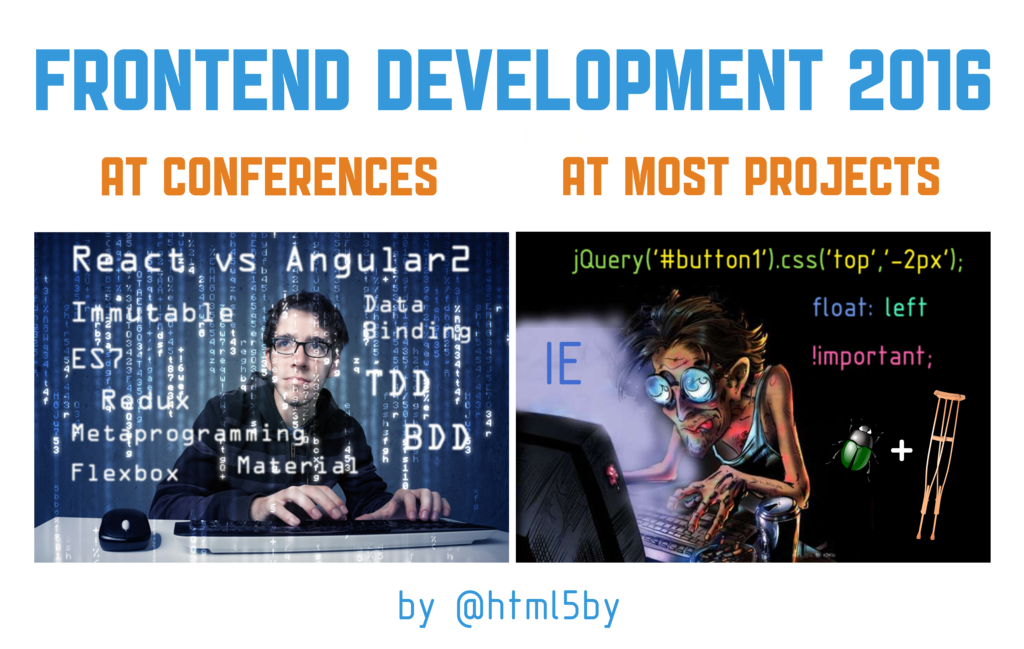 FRONTEND DEVELOPMENT 2016
AT CONFERENCES
AT MOST PROJECTS
React vs Angular2
Immutable
Data
Binding
ES7
TDD
Redux
Metaprogramming
BDD
Flexbox
Material
jQuery('#button1').css('top','-2px');
float: left
!important;
IE
+
by @html5by